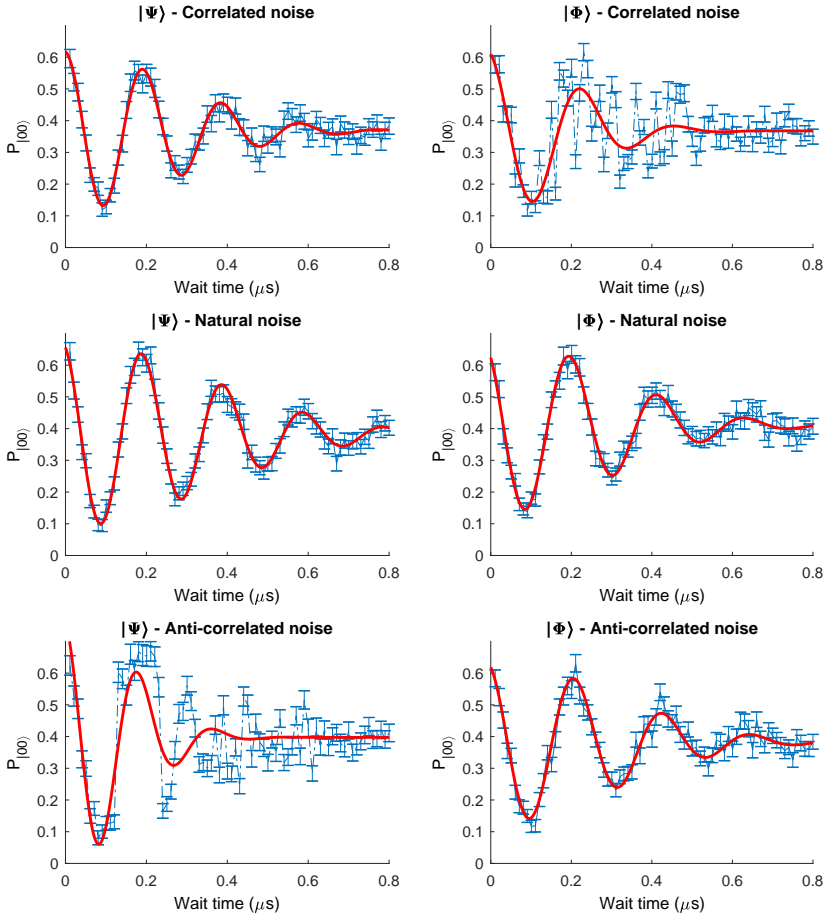 |Ψ⟩ - Correlated noise
0.6
0.5
0.4
0.3
0.2
0.1
0
P|00⟩
0 0.2 0.4 0.6 0.8
Wait time (μs)
|Φ⟩ - Correlated noise
0.6
0.5
0.4
0.3
0.2
0.1
0
P|00⟩
0 0.2 0.4 0.6 0.8
Wait time (μs)
|Ψ⟩ - Natural noise
0.6
0.5
0.4
0.3
0.2
0.1
0
P|00⟩
0 0.2 0.4 0.6 0.8
Wait time (μs)
|Φ⟩ - Natural noise
0.6
0.5
0.4
0.3
0.2
0.1
0
P|00⟩
0 0.2 0.4 0.6 0.8
Wait time (μs)
|Ψ⟩ - Anti-correlated noise
0.6
0.5
0.4
0.3
0.2
0.1
0
P|00⟩
0 0.2 0.4 0.6 0.8
Wait time (μs)
|Φ⟩ - Anti-correlated noise
0.6
0.5
0.4
0.3
0.2
0.1
0
P|00⟩
0 0.2 0.4 0.6 0.8
Wait time (μs)